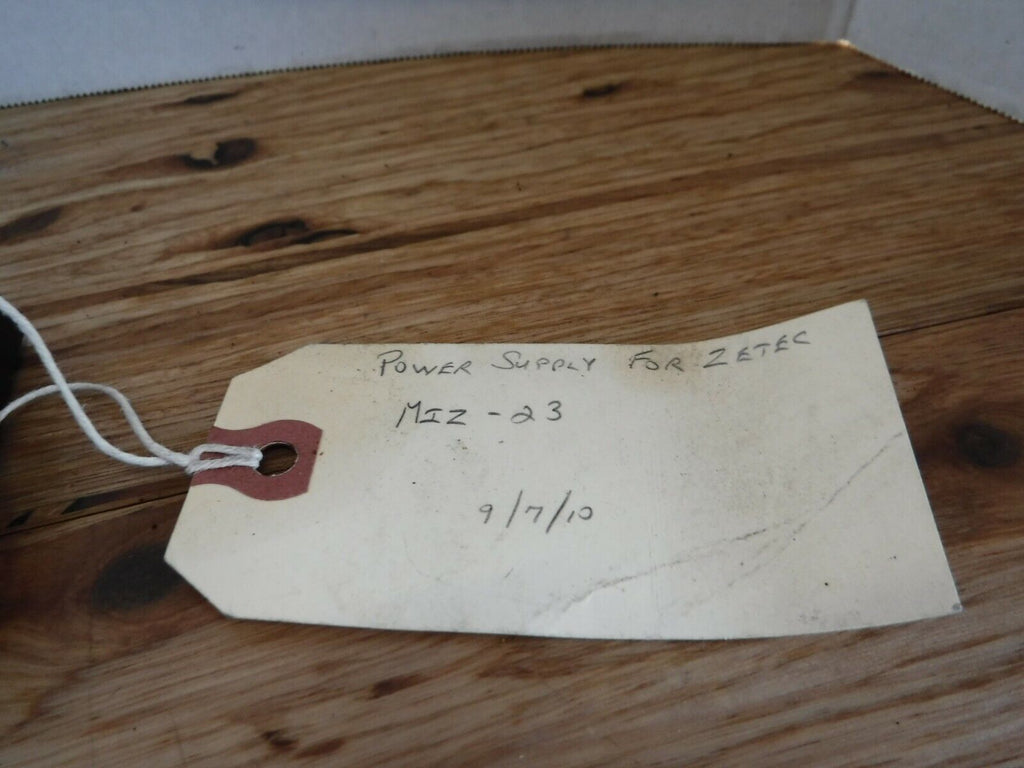 POWER SUPPLY FOR ZETEC
MIZ-23
9/7/10